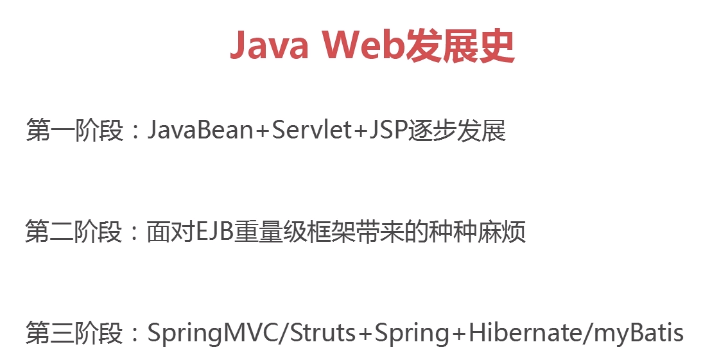 Java Web发展史
第一阶段：JavaBean+Servlet+JSP逐步发展
第二阶段：面对EJB重量级框架带来的种种麻烦
第三阶段：SpringMVC/Struts+Spring+Hibernate/myBatis